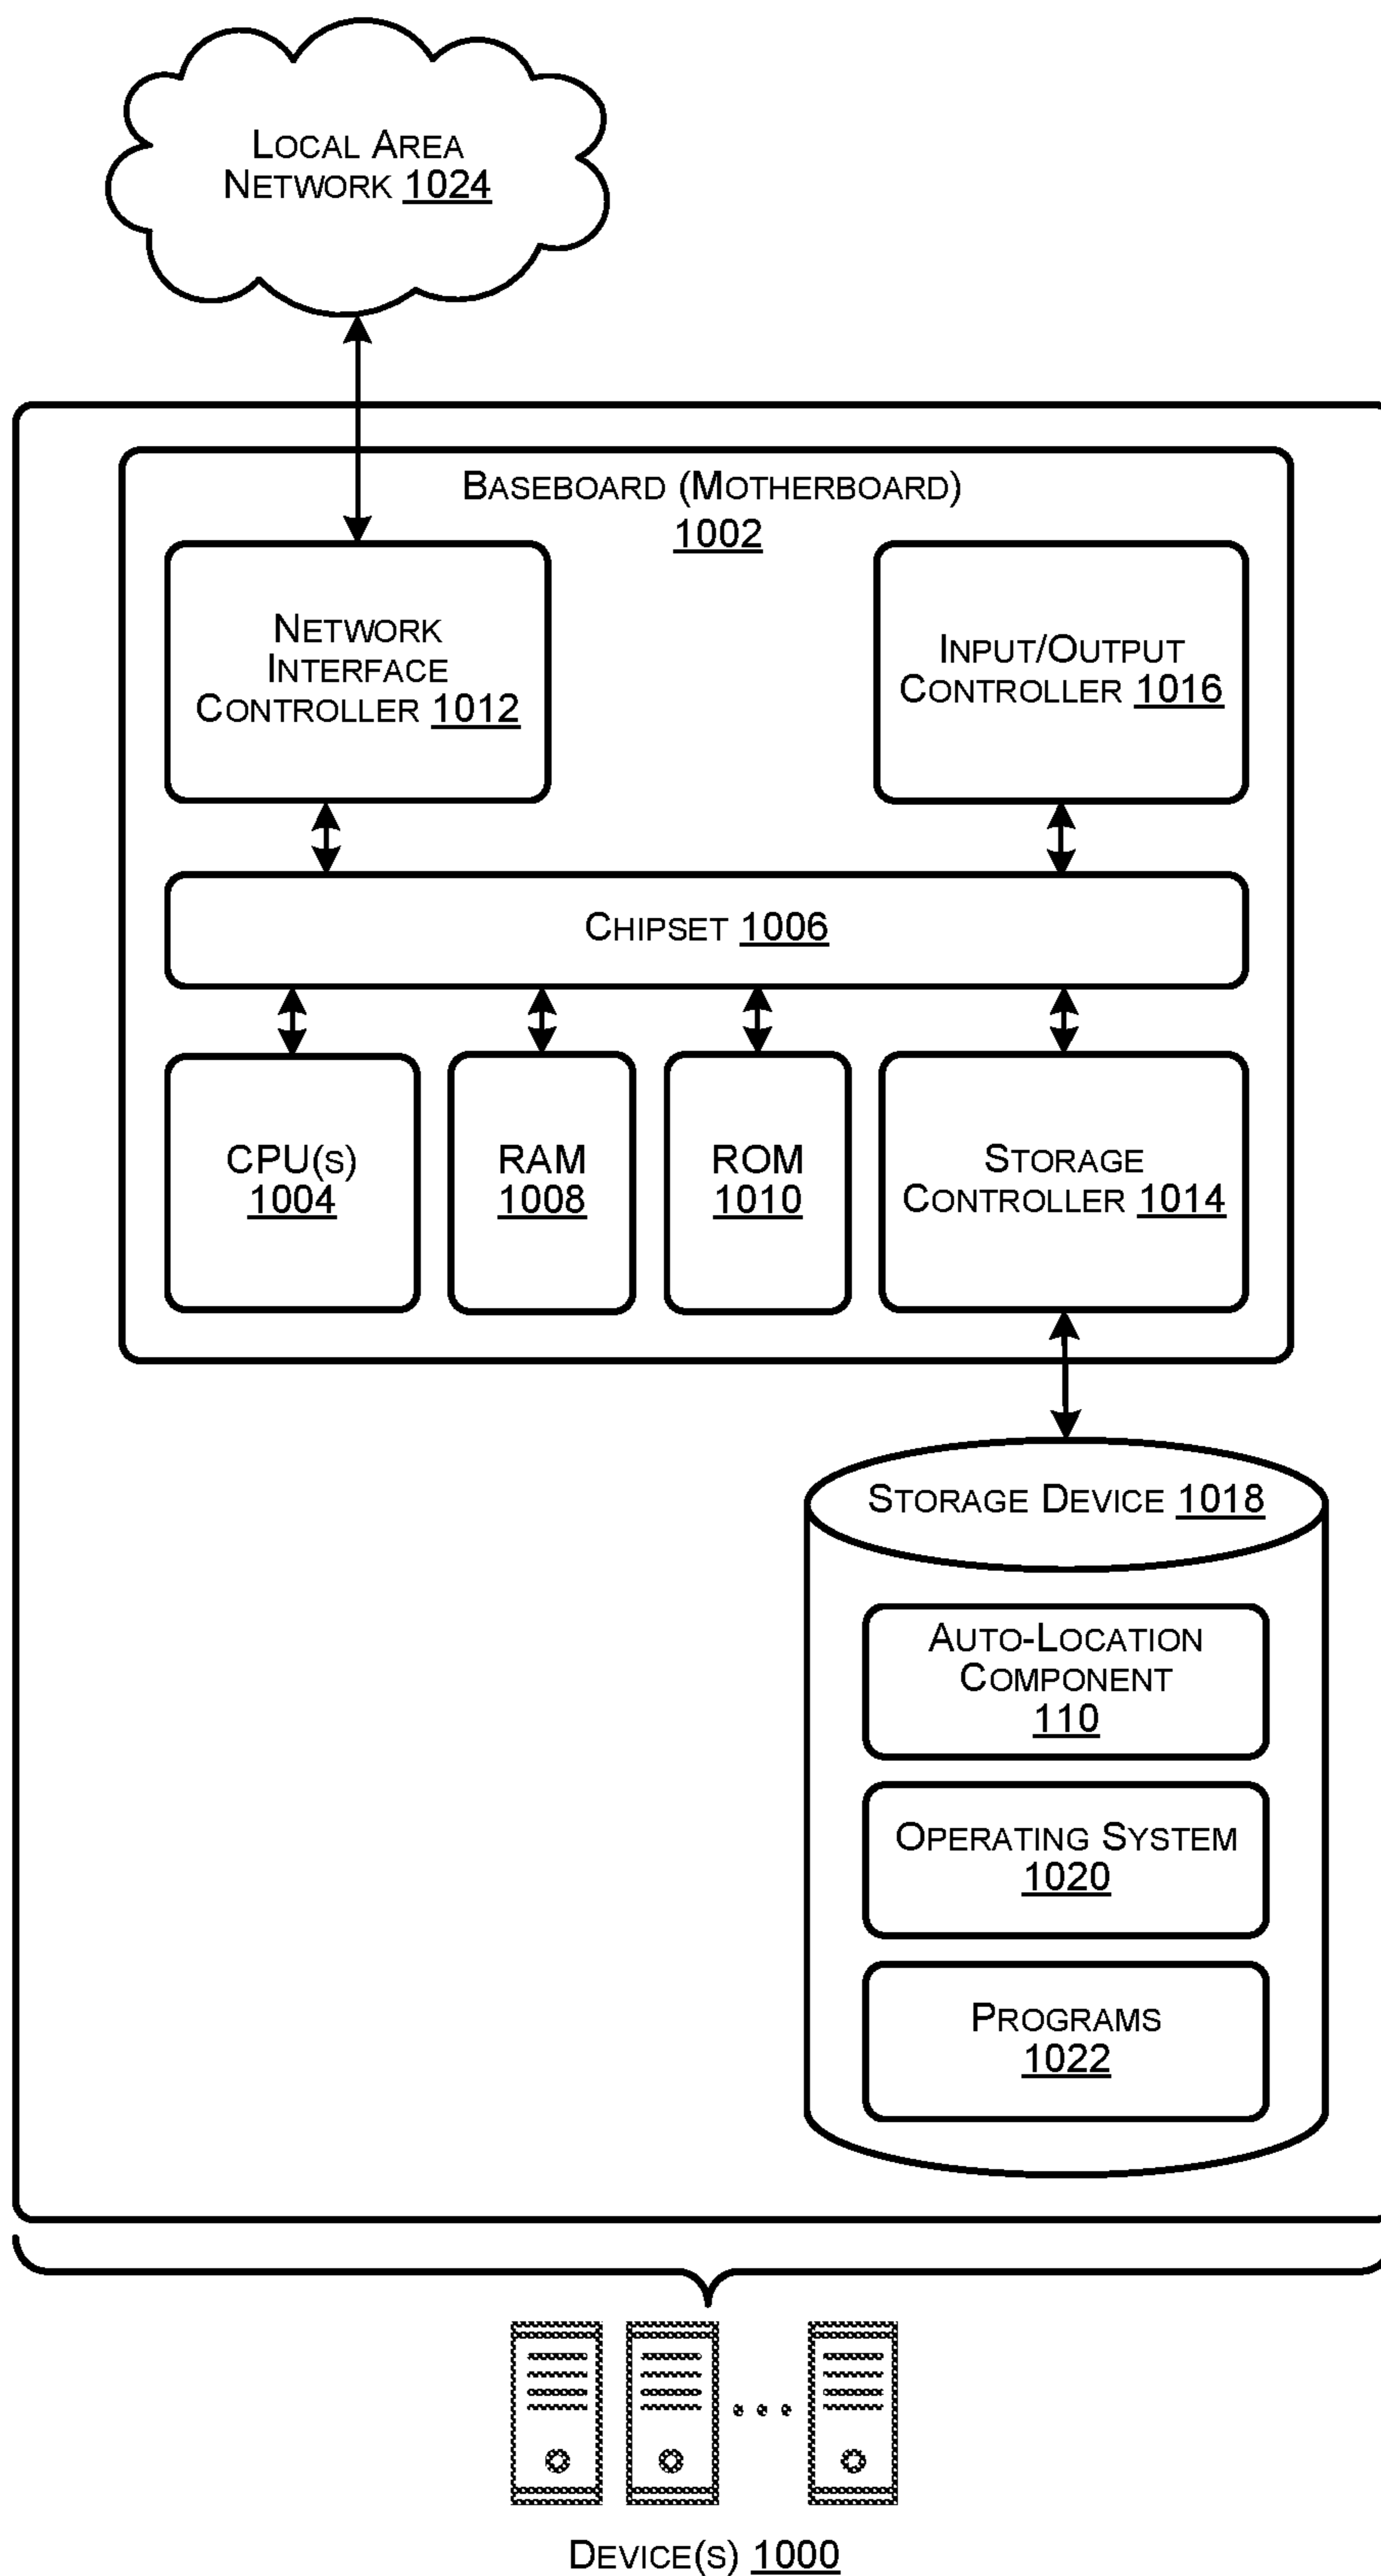 LOCAL AREA
NETWORK 1024
BASEBOARD (MOTHERBOARD)
1002
NETWORK
INTERFACE
CONTROLLER 1012
INPUT/OUTPUT
CONTROLLER 1016
CHIPSET 1006
CPU(S)
1004
RAM
1008
ROM
1010
STORAGE
CONTROLLER 1014
STORAGE DEVICE 1018
AUTO-LOCATION
COMPONENT
110
OPERATING SYSTEM
1020
PROGRAMS
1022
DEVICE(S) 1000